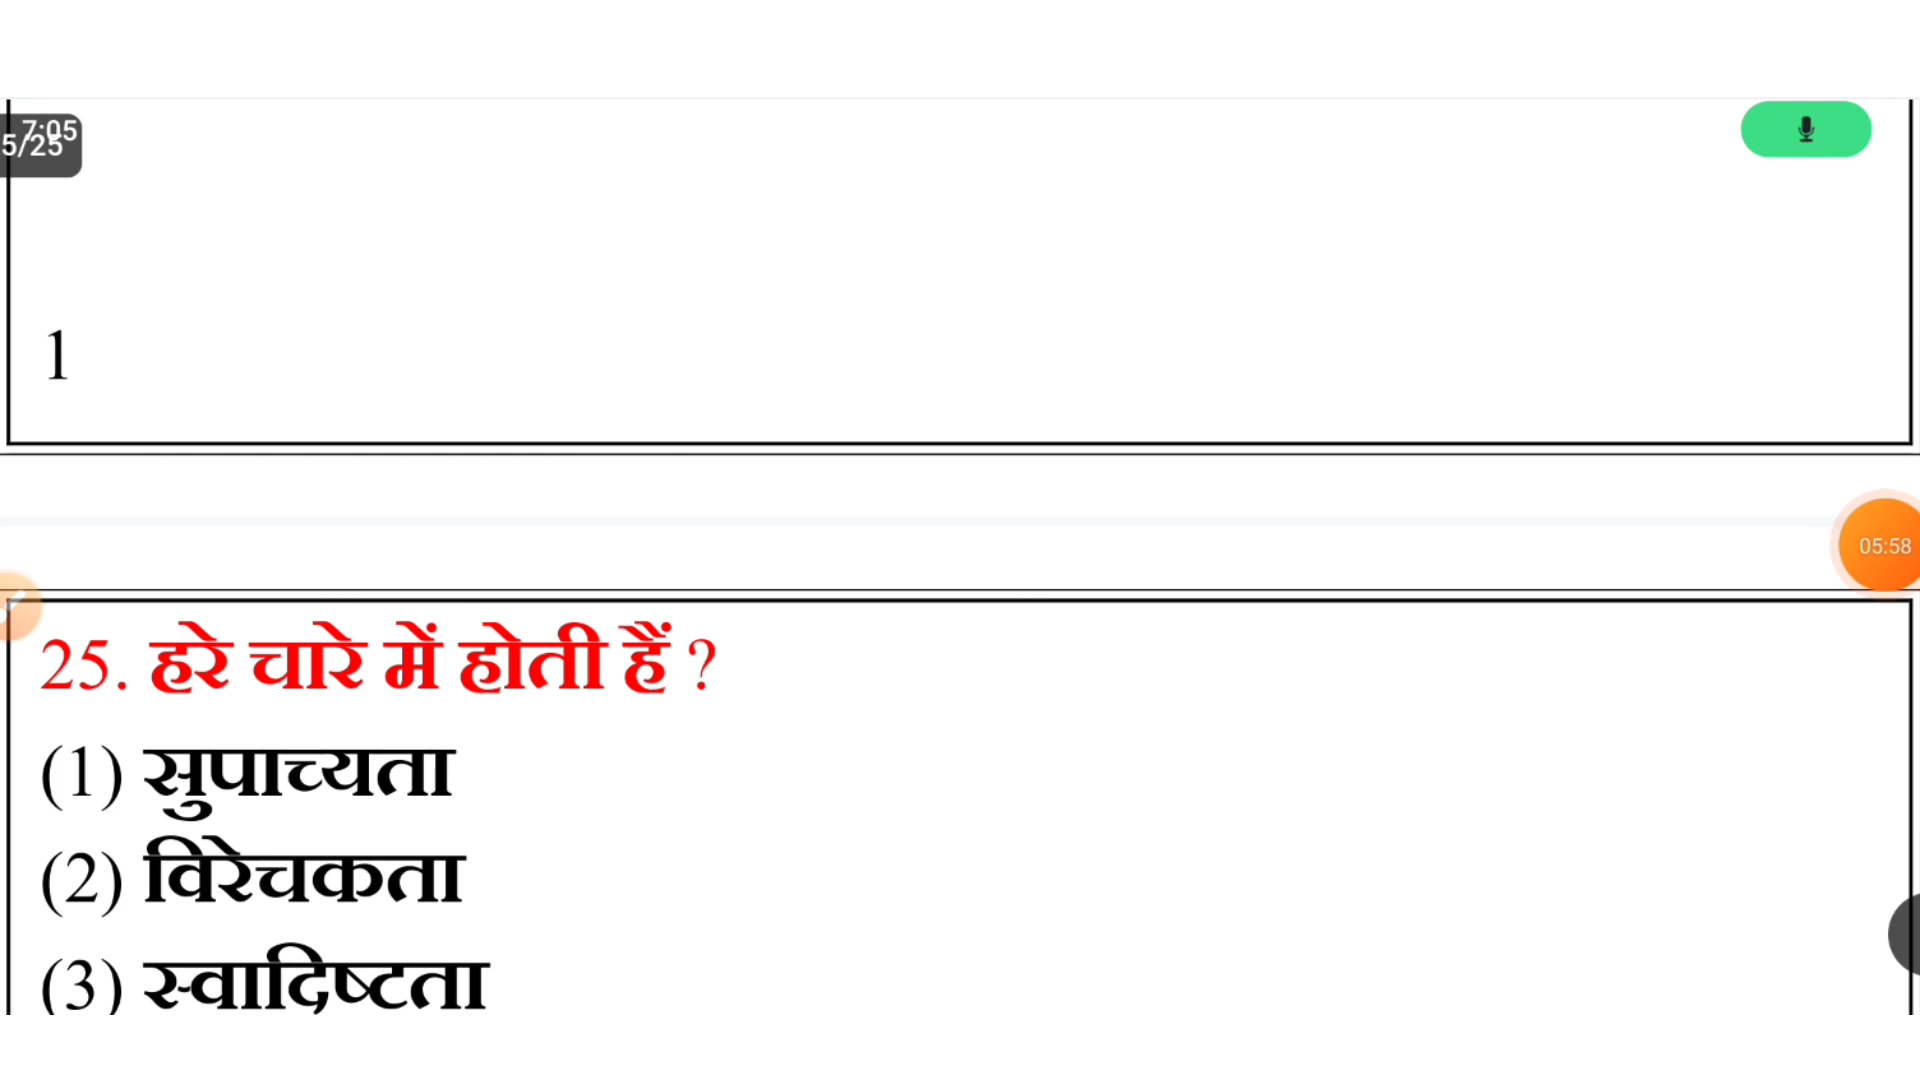 7:05
5/25
1
05:58
25. हरे चारे में होती हैं ?
(1) सुपाच्यता
(2) विरेचकता
(3) स्वादिष्टता